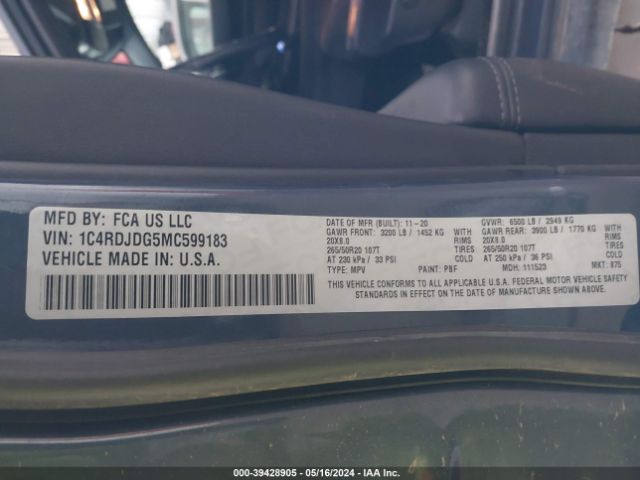 MFD BY: FCA US LLC
VIN: 1C4RDJDG5MC599183
VEHICLE MADE IN: U.S.A.
DATE OF MFR (BUILT): 11-20 GVWR: 6500 LB / 2949 KG
GAWR FRONT: 3200 LB / 1452 KG WITH GAWR REAR: 3900 LB / 1770 KG WITH
20X8.0 TIRES 20X8.0 TIRES
265/50R20 107T COLD 265/50R20 107T COLD
AT 230 kPa / 33 PSI AT 250 kPa / 36 PSI
TYPE: MPV PAINT: PBF MDH: 111523 MKT: 875
THIS VEHICLE CONFORMS TO ALL APPLICABLE U.S.A. FEDERAL MOTOR VEHICLE SAFETY
STANDARDS IN EFFECT ON THE DATE OF MANUFACTURE SHOWN ABOVE.
000-39428905 / 05/16/2024 / IAA Inc.